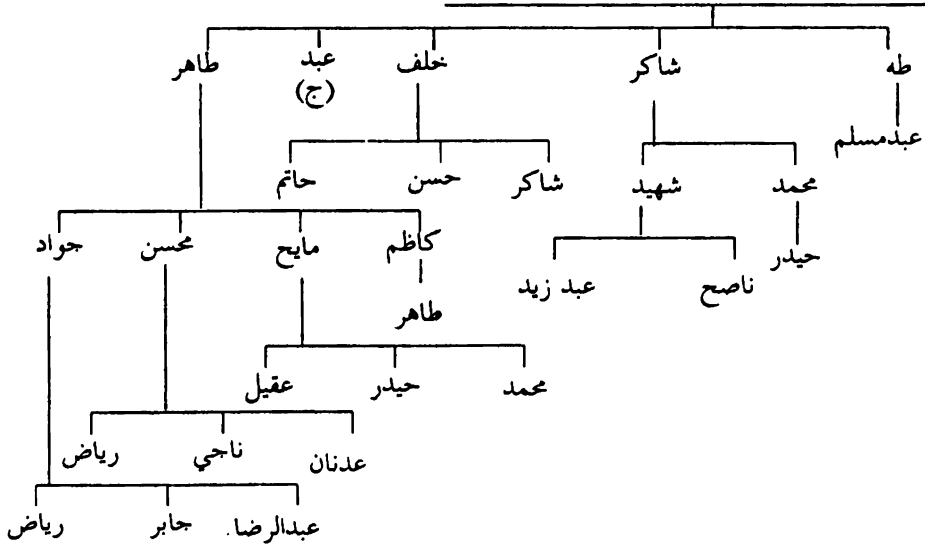 طه شاكر خلف عبد طاهر
(ج)
عبدمسلم
محمد شهيد شاكر حسن حاتم
كاظم مايح محسن جواد
حيدر
ناصح عبد زيد
طاهر
محمد حيدر عقيل
عدنان ناجي رياض
عبدالرضا جابر رياض